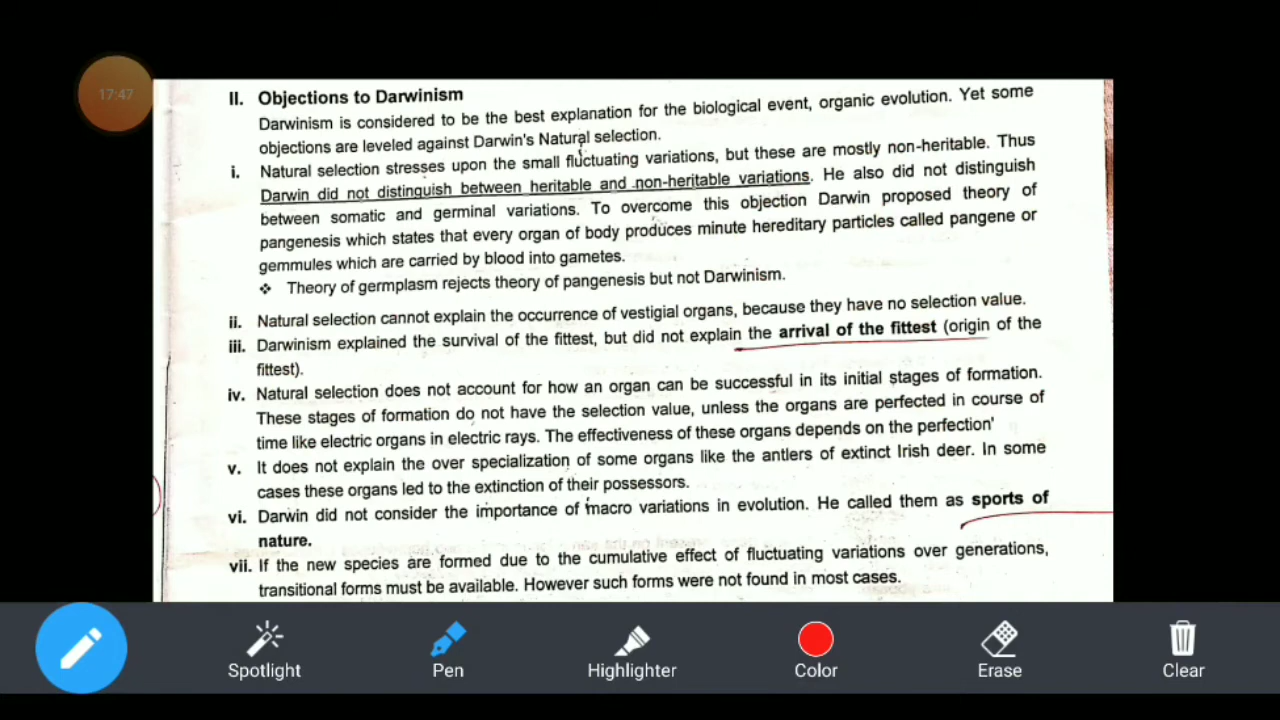 17:47
II. Objections to Darwinism
Darwinism is considered to be the best explanation for the biological event, organic evolution. Yet some
objections are leveled against Darwin's Natural selection.
i. Natural selection stresses upon the small fluctuating variations, but these are mostly non-heritable. Thus
Darwin did not distinguish between heritable and non-heritable variations. He also did not distinguish
between somatic and germinal variations. To overcome this objection Darwin proposed theory of
pangenesis which states that every organ of body produces minute hereditary particles called pangene or
gemmules which are carried by blood into gametes.
❖ Theory of germplasm rejects theory of pangenesis but not Darwinism.
ii. Natural selection cannot explain the occurrence of vestigial organs, because they have no selection value.
iii. Darwinism explained the survival of the fittest, but did not explain the arrival of the fittest (origin of the
fittest).
iv. Natural selection does not account for how an organ can be successful in its initial stages of formation.
These stages of formation do not have the selection value, unless the organs are perfected in course of
time like electric organs in electric rays. The effectiveness of these organs depends on the perfection'
v. It does not explain the over specialization of some organs like the antlers of extinct Irish deer. In some
cases these organs led to the extinction of their possessors.
vi. Darwin did not consider the importance of macro variations in evolution. He called them as sports of
nature.
vii. If the new species are formed due to the cumulative effect of fluctuating variations over generations,
transitional forms must be available. However such forms were not found in most cases.
Spotlight Pen Highlighter Color Erase Clear